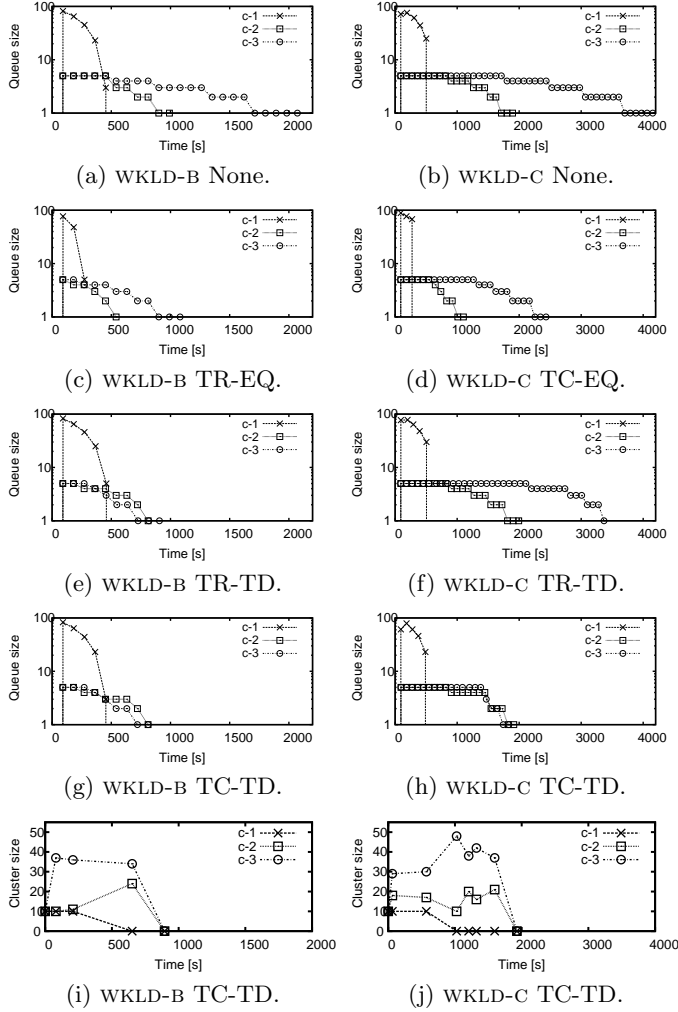 Queue size
100
10
1
c-1
c-2
c-3
0 500 1000 1500 2000
Time [s]
(a) WKLD-B None.
Queue size
100
10
1
c-1
c-2
c-3
0 1000 2000 3000 4000
Time [s]
(b) WKLD-C None.
Queue size
100
10
1
c-1
c-2
c-3
0 500 1000 1500 2000
Time [s]
(c) WKLD-B TR-EQ.
Queue size
100
10
1
c-1
c-2
c-3
0 1000 2000 3000 4000
Time [s]
(d) WKLD-C TC-EQ.
Queue size
100
10
1
c-1
c-2
c-3
0 500 1000 1500 2000
Time [s]
(e) WKLD-B TR-TD.
Queue size
100
10
1
c-1
c-2
c-3
0 1000 2000 3000 4000
Time [s]
(f) WKLD-C TR-TD.
Queue size
100
10
1
c-1
c-2
c-3
0 500 1000 1500 2000
Time [s]
(g) WKLD-B TC-TD.
Queue size
100
10
1
c-1
c-2
c-3
0 1000 2000 3000 4000
Time [s]
(h) WKLD-C TC-TD.
Cluster size
50
40
30
20
10
0
c-1
c-2
c-3
0 500 1000 1500 2000
Time [s]
(i) WKLD-B TC-TD.
Cluster size
50
40
30
20
10
0
c-1
c-2
c-3
0 1000 2000 3000 4000
Time [s]
(j) WKLD-C TC-TD.